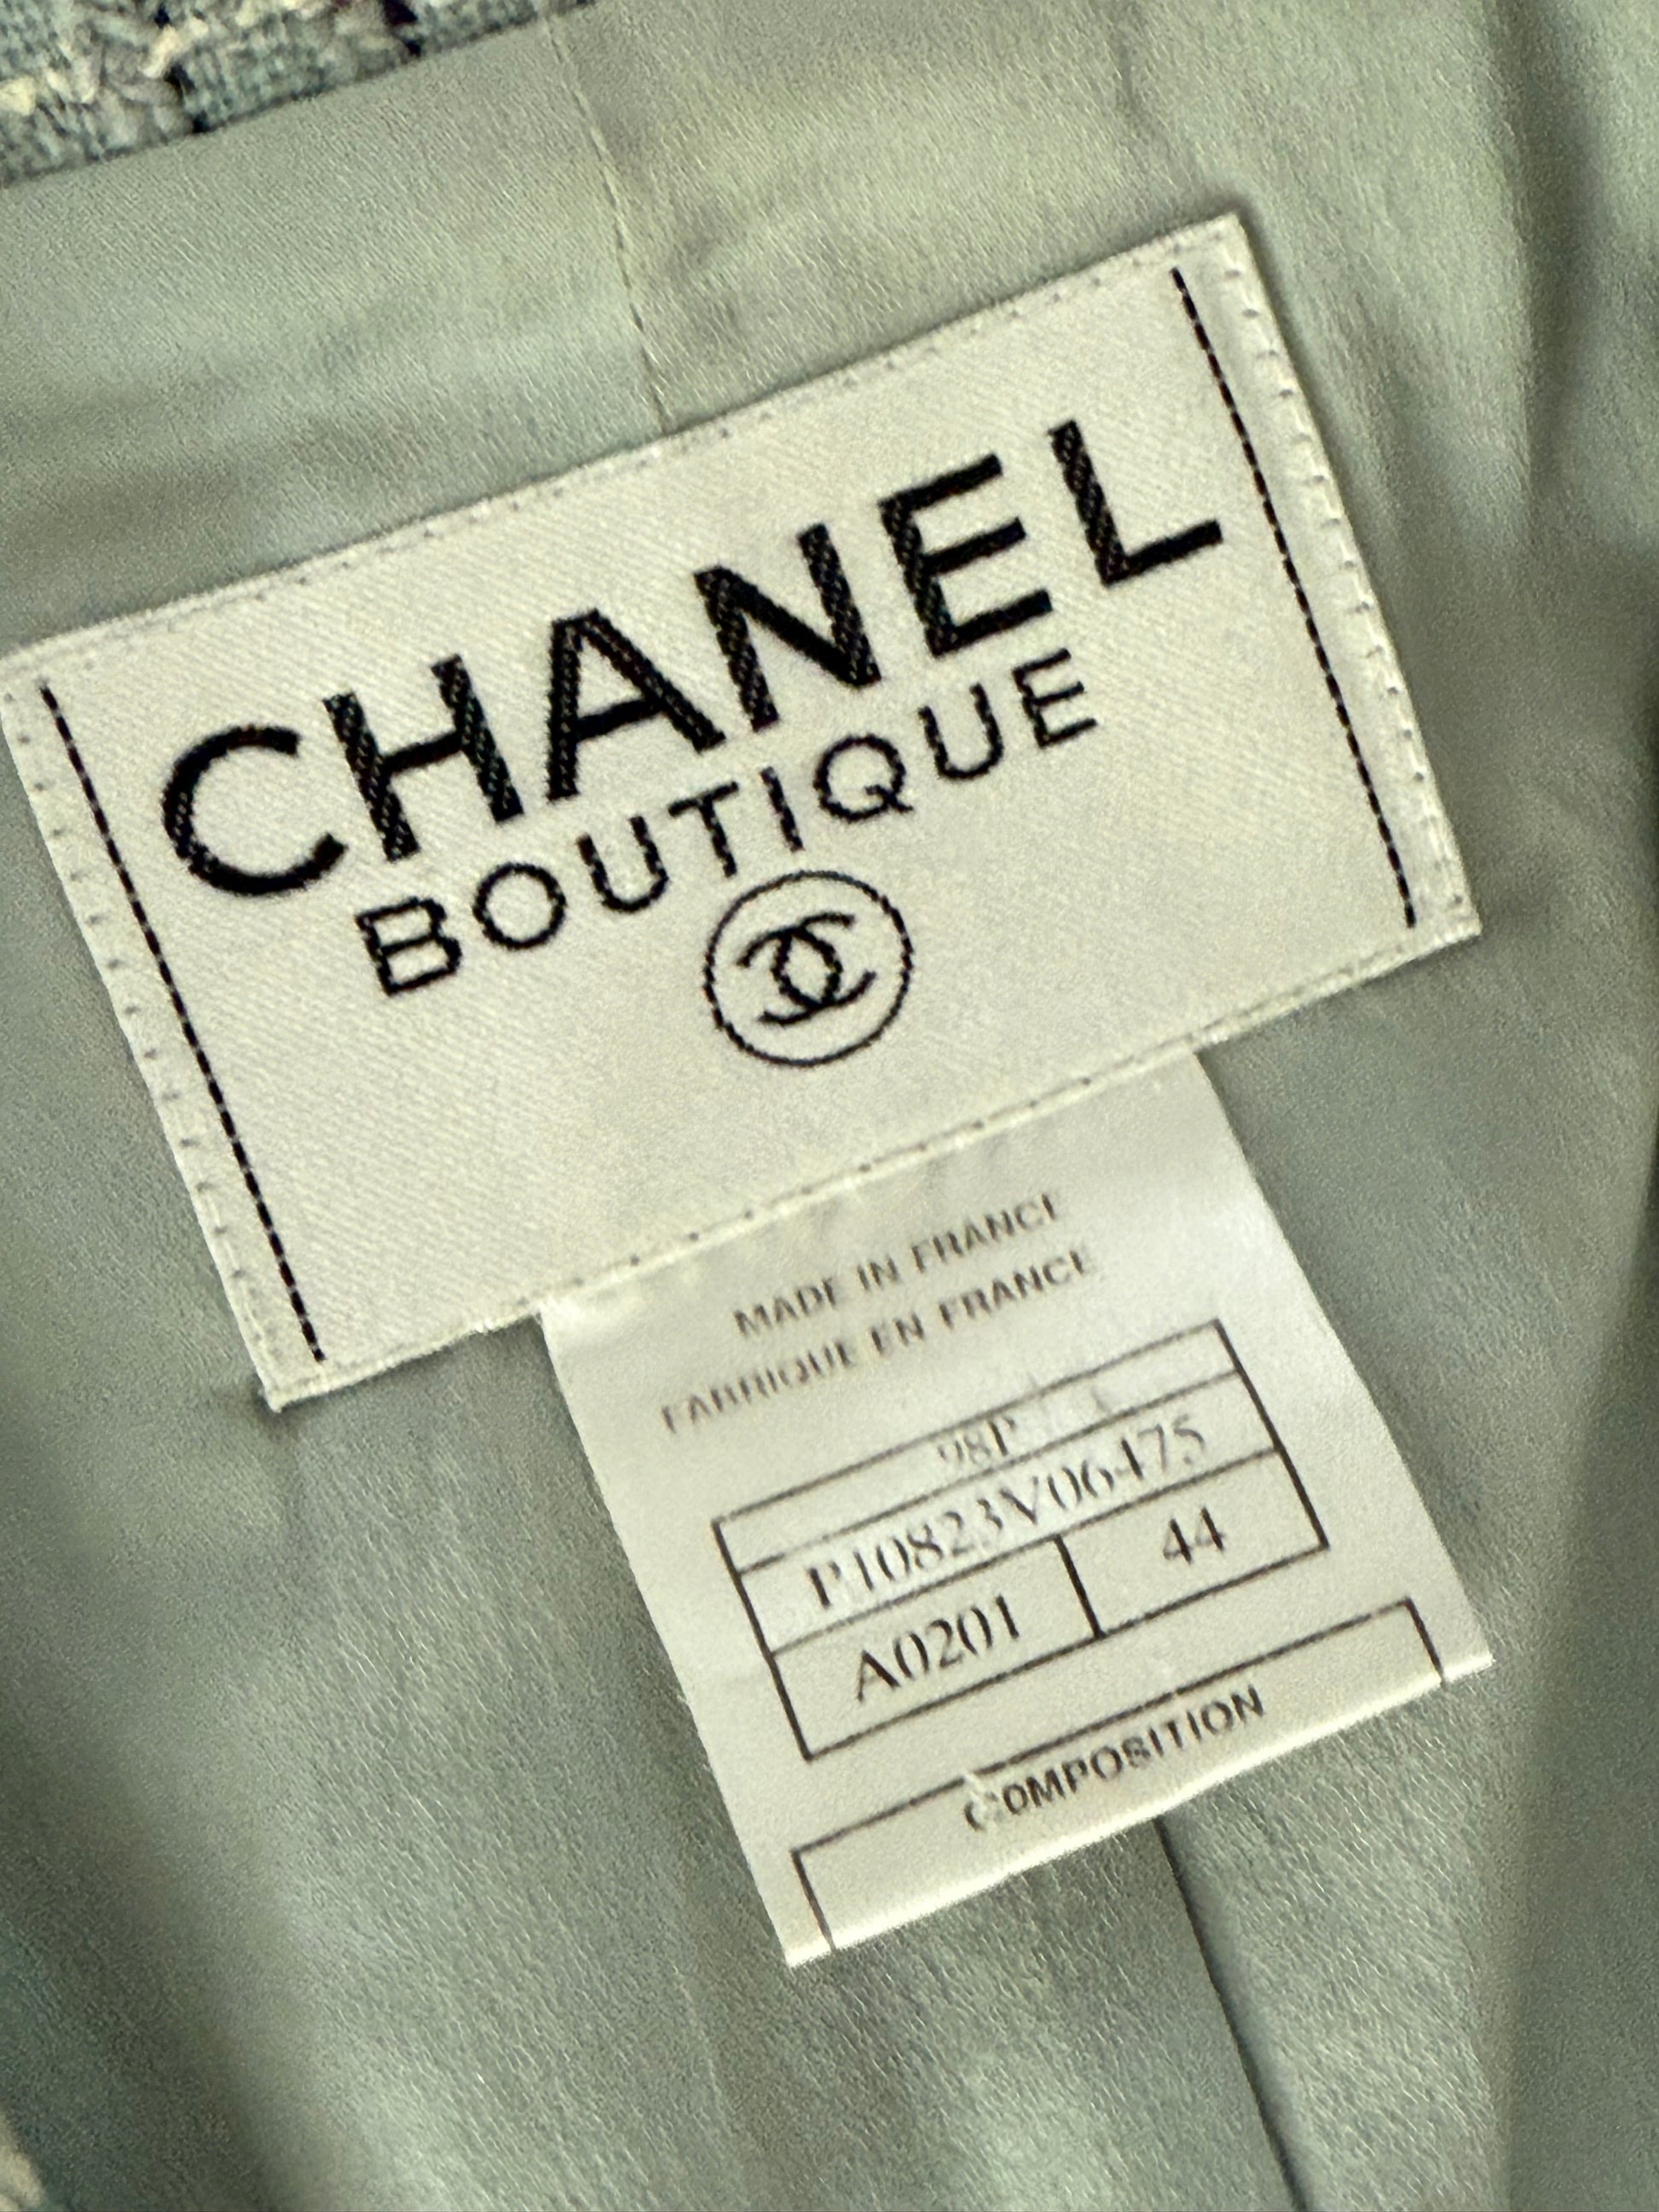 CHANEL
BOUTIQUE
MADE IN FRANCE
FABRIQUE EN FRANCE
98P
P10823V06475
A0201 44
COMPOSITION